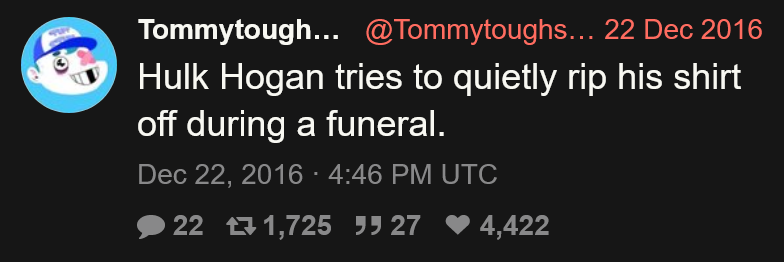 Tommytough... @Tommytoughs... 22 Dec 2016
Hulk Hogan tries to quietly rip his shirt
off during a funeral.
Dec 22, 2016 · 4:46 PM UTC
22 1,725 27 4,422